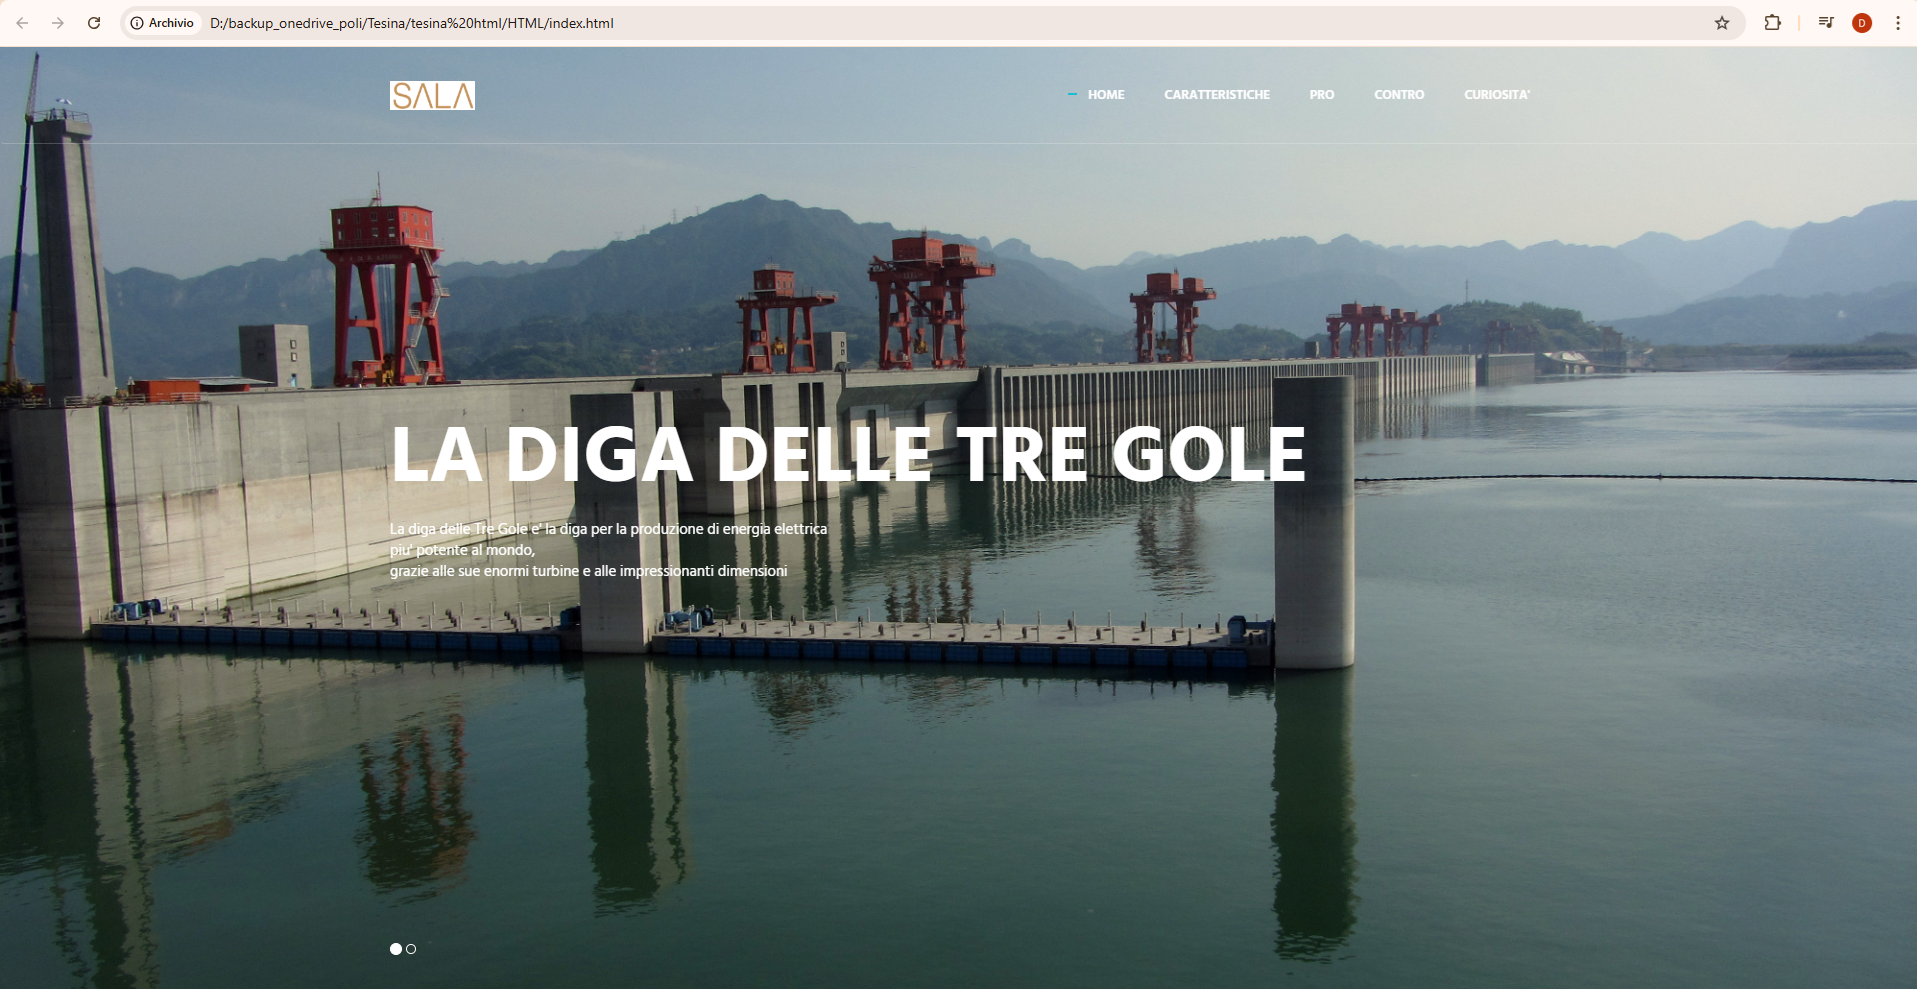 Archivio D:/backup_onedrive_poli/Tesina/tesina%20html/HTML/index.html
D
SALA
HOME CARATTERISTICHE PRO CONTRO CURIOSITA'
LA DIGA DELLE TRE GOLE
La diga delle Tre Gole e' la diga per la produzione di energia elettrica
piu' potente al mondo,
grazie alle sue enormi turbine e alle impressionanti dimensioni